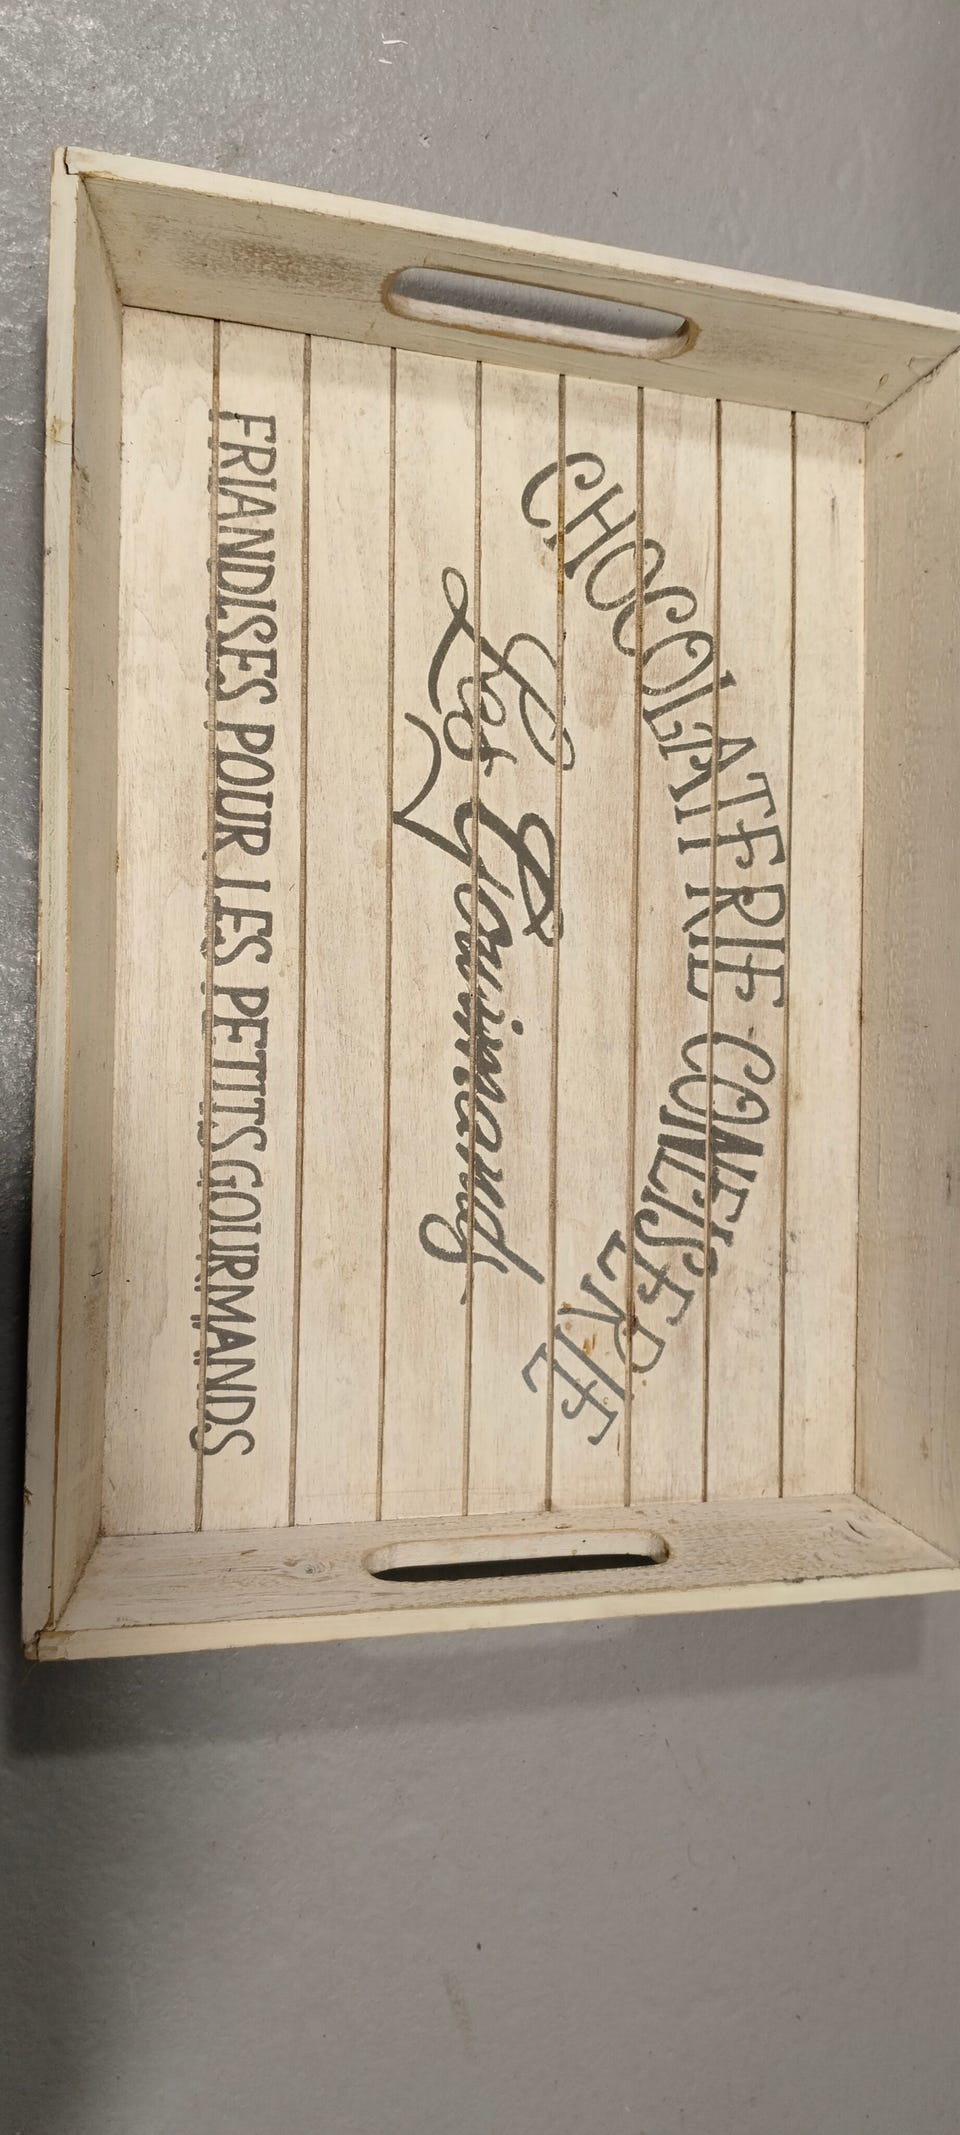 CHOCOLATERIE CONFISERIE
Les Gourmands
FRIANDISES POUR LES PETITS GOURMANDS